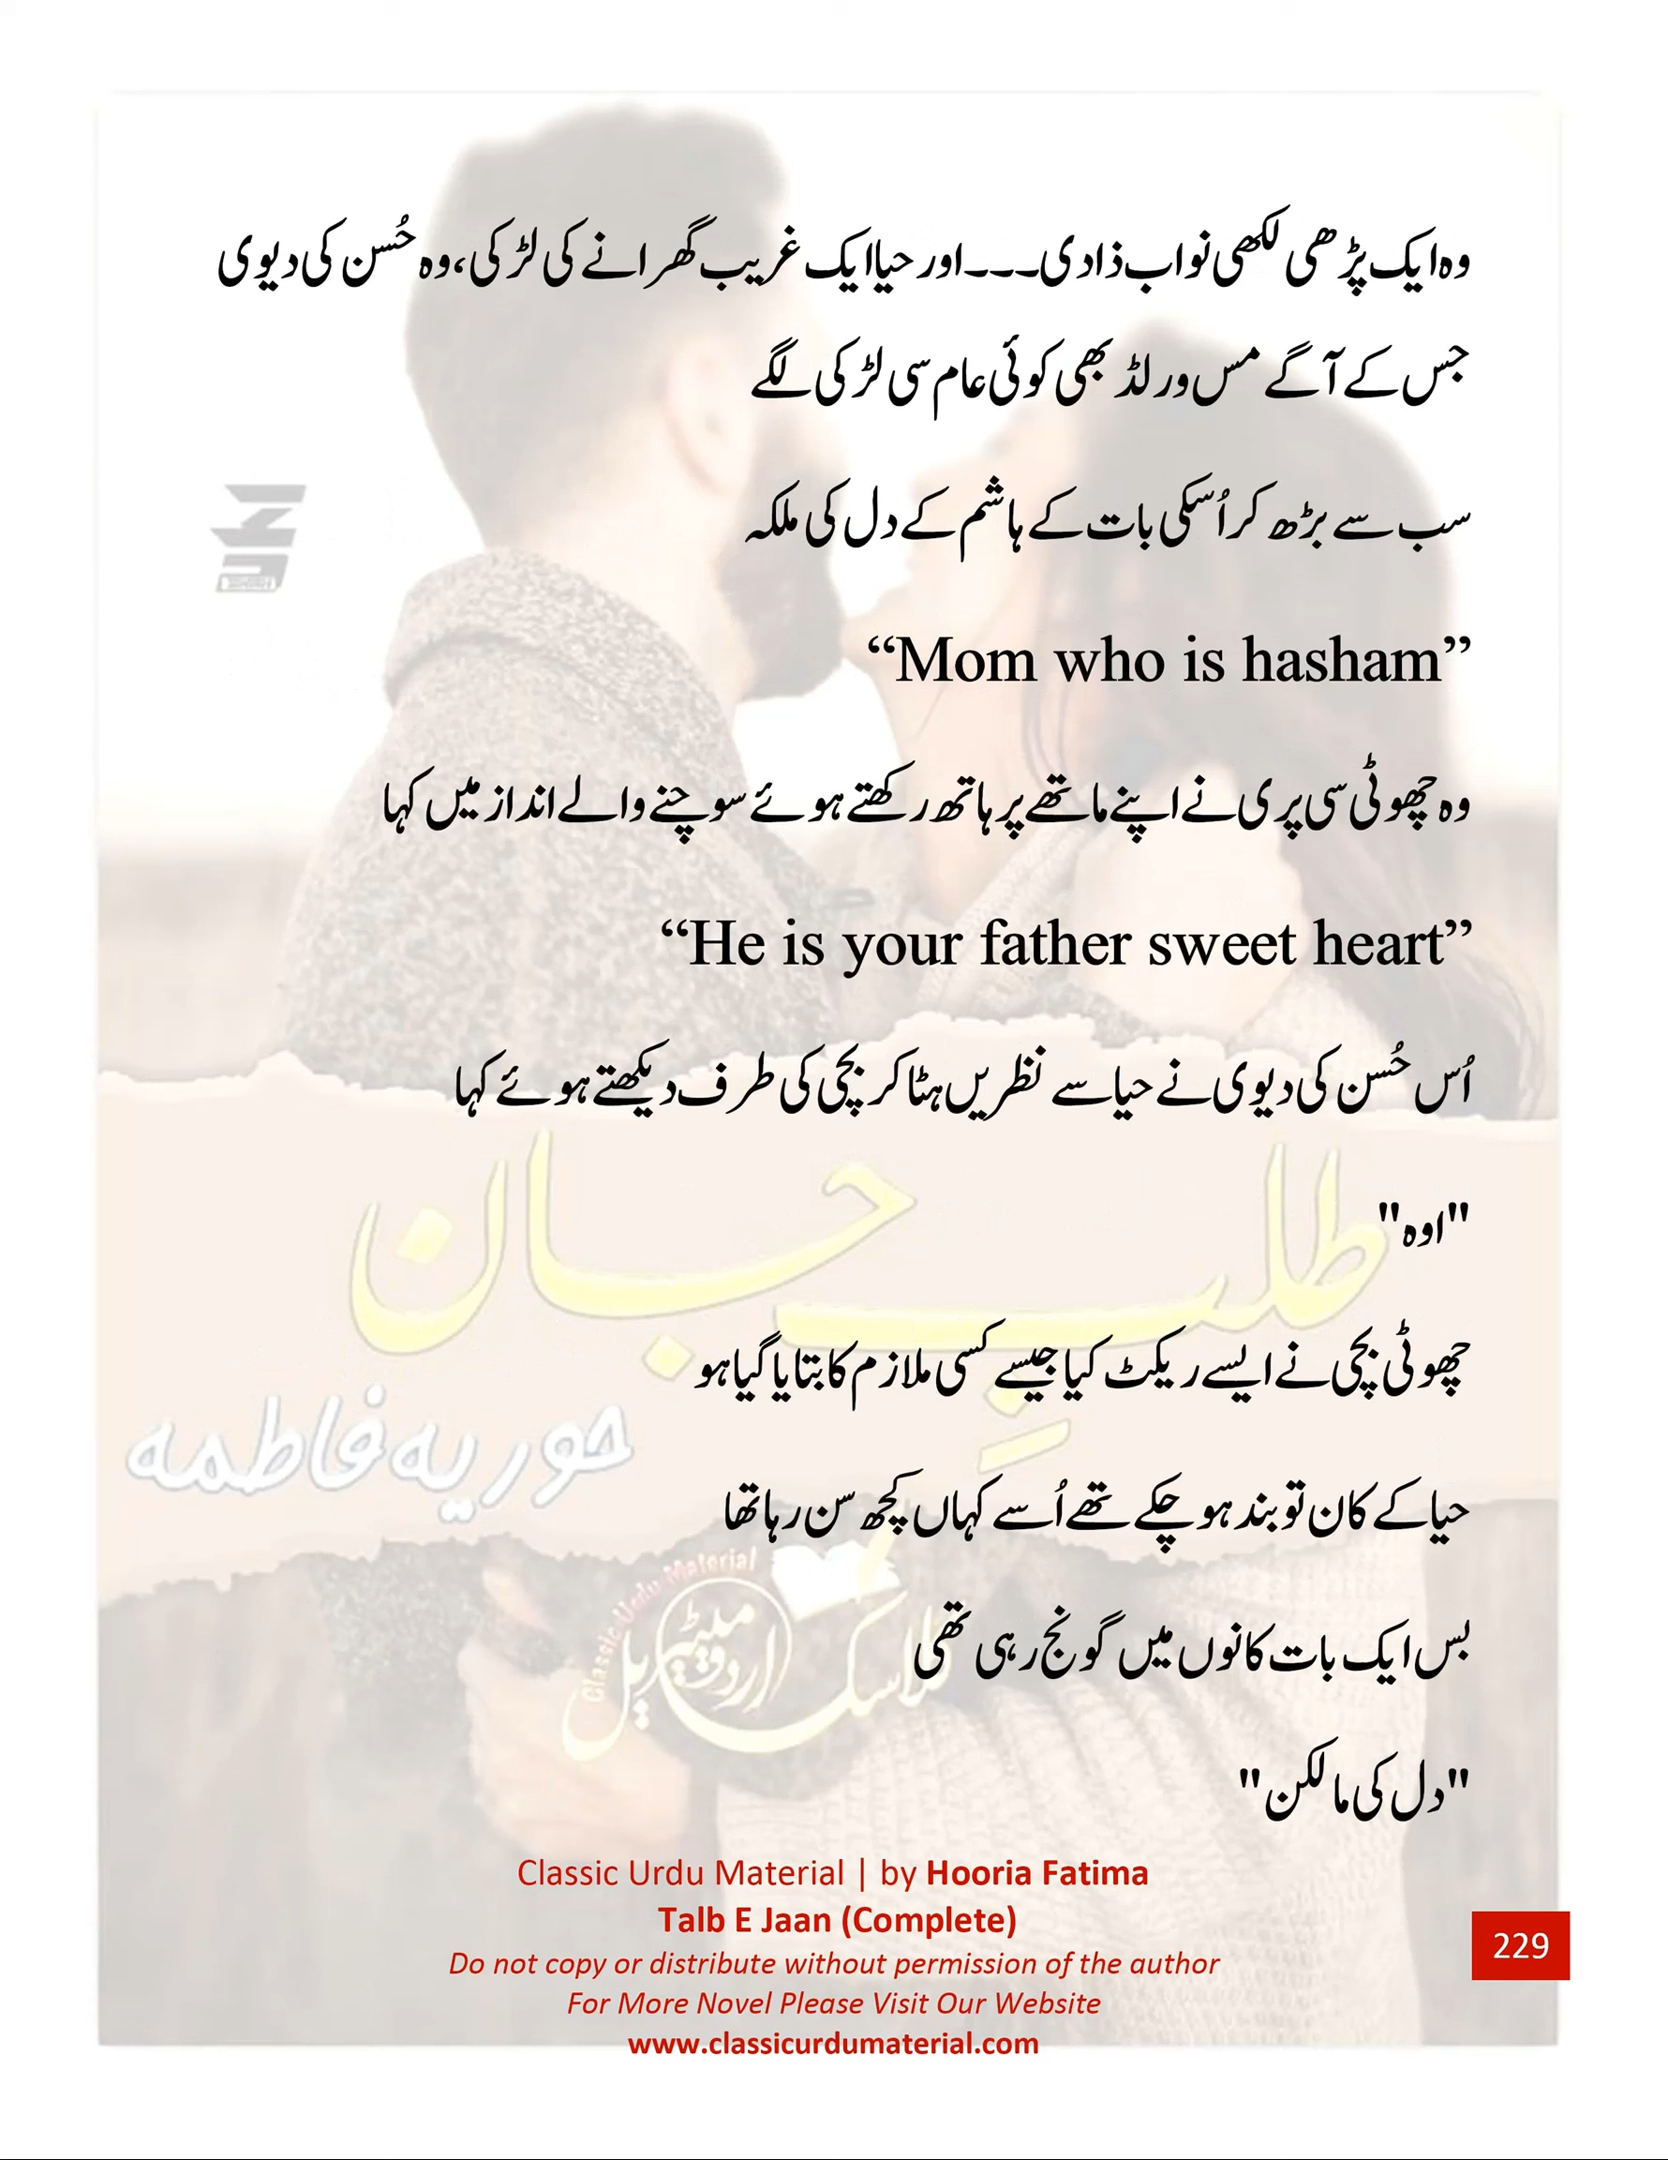 وہ ایک پڑھی لکھی نواب ذادی۔۔۔اور حیا ایک غریب گھرانے کی لڑکی، وہ حُسن کی دیوی
جس کے آگے مس ورلڈ بھی کوئی عام سی لڑکی لگے
سب سے بڑھ کر اُسکی بات کے ہاشم کے دل کی ملکہ
“Mom who is hasham”
وہ چھوٹی سی پری نے اپنے ماتھے پر ہاتھ رکھتے ہوئے سوچنے والے انداز میں کہا
“He is your father sweet heart”
اُس حُسن کی دیوی نے حیا سے نظریں ہٹا کر بچی کی طرف دیکھتے ہوئے کہا
طلبِ جان
"اوہ"
چھوٹی بچی نے ایسے ریکٹ کیا جیسے کسی ملازم کا بتایا گیا ہو
حوریہ فاطمہ
حیا کے کان تو بند ہو چکے تھے اُسے کہاں کچھ سن رہا تھا
Classic Urdu Material
کلاسک اردو میٹیریل
بس ایک بات کانوں میں گونج رہی تھی
"دل کی مالکن"
Classic Urdu Material | by Hooria Fatima
Talb E Jaan (Complete)
Do not copy or distribute without permission of the author
For More Novel Please Visit Our Website
www.classicurdumaterial.com
229